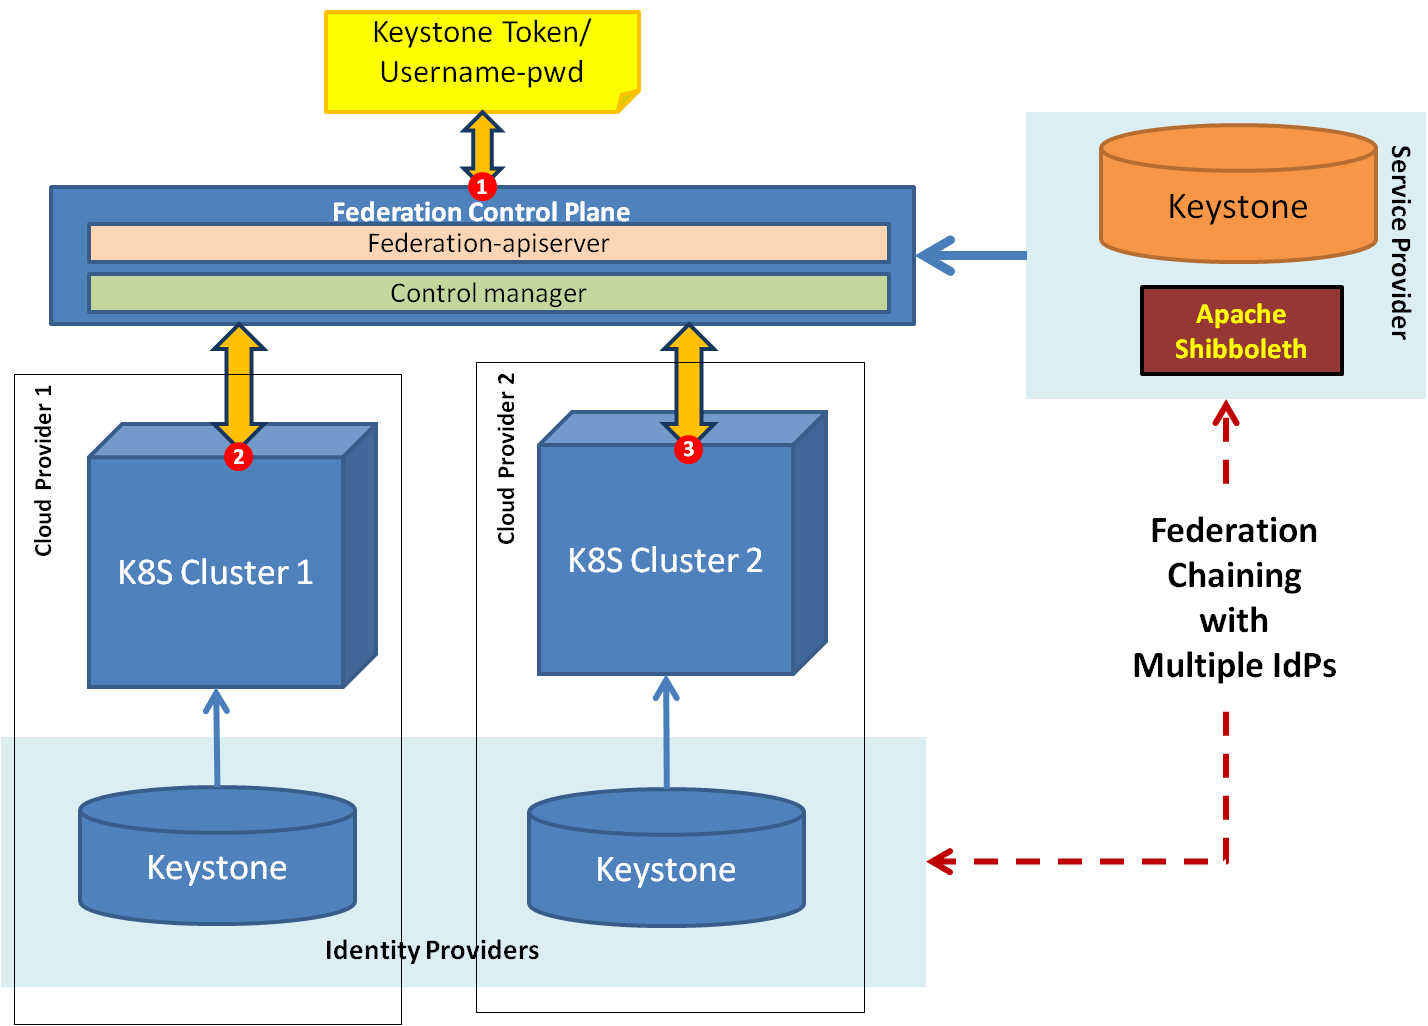 Keystone Token/
Username-pwd
1
Federation Control Plane
Federation-apiserver
Control manager
Keystone
Apache
Shibboleth
Service Provider
Cloud Provider 1
2
K8S Cluster 1
Cloud Provider 2
3
K8S Cluster 2
Federation
Chaining
with
Multiple IdPs
Keystone
Keystone
Identity Providers